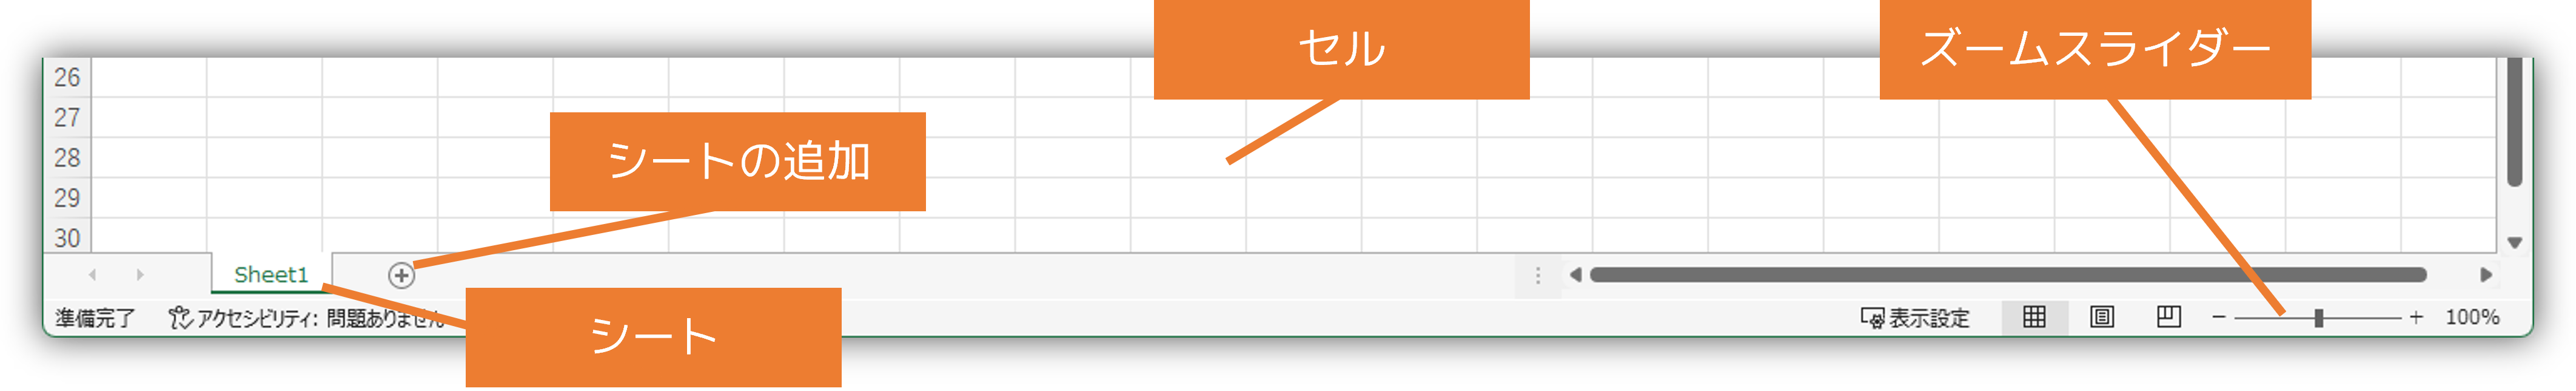 セル
ズームスライダー
26
27
シートの追加
28
29
30
Sheet1
準備完了
アクセシビリティ: 問題ありません
シート
表示設定
100%